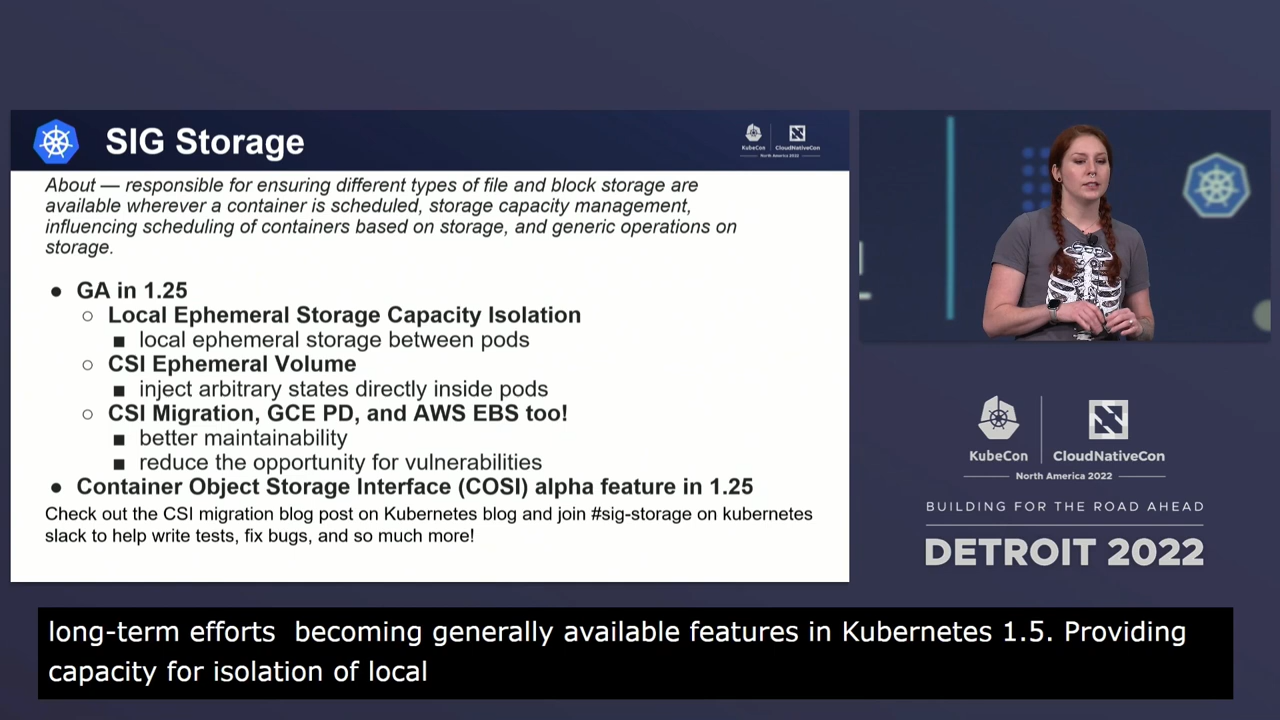 SIG Storage
KubeCon
CloudNativeCon
North America 2022
About — responsible for ensuring different types of file and block storage are
available wherever a container is scheduled, storage capacity management,
influencing scheduling of containers based on storage, and generic operations on
storage.
● GA in 1.25
○ Local Ephemeral Storage Capacity Isolation
■ local ephemeral storage between pods
○ CSI Ephemeral Volume
■ inject arbitrary states directly inside pods
○ CSI Migration, GCE PD, and AWS EBS too!
■ better maintainability
■ reduce the opportunity for vulnerabilities
● Container Object Storage Interface (COSI) alpha feature in 1.25
Check out the CSI migration blog post on Kubernetes blog and join #sig-storage on kubernetes
slack to help write tests, fix bugs, and so much more!
KubeCon
CloudNativeCon
North America 2022
BUILDING FOR THE ROAD AHEAD
DETROIT 2022
long-term efforts  becoming generally available features in Kubernetes 1.5. Providing
capacity for isolation of local